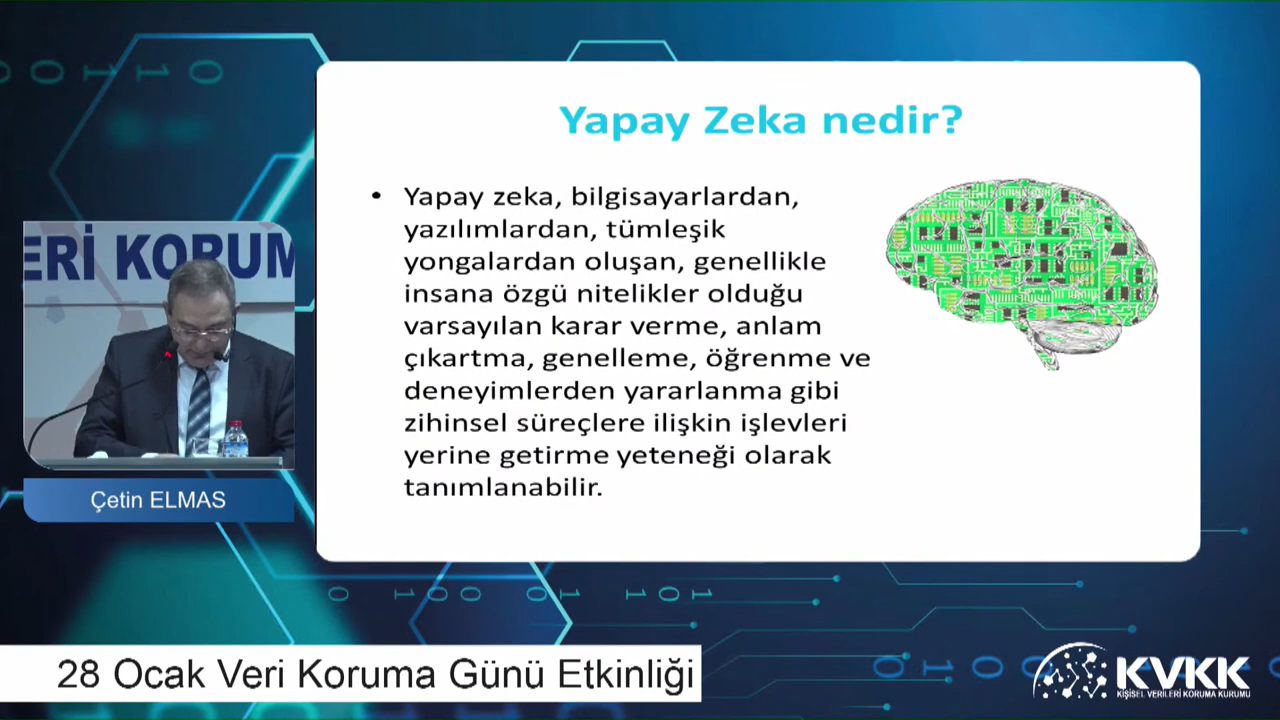 Yapay Zeka nedir?
• Yapay zeka, bilgisayarlardan,
yazılımlardan, tümleşik
yongalardan oluşan, genellikle
insana özgü nitelikler olduğu
varsayılan karar verme, anlam
çıkartma, genelleme, öğrenme ve
deneyimlerden yararlanma gibi
zihinsel süreçlere ilişkin işlevleri
yerine getirme yeteneği olarak
tanımlanabilir.
ERİ KORUM
Çetin ELMAS
28 Ocak Veri Koruma Günü Etkinliği
KVKK
KİŞİSEL VERİLERİ KORUMA KURUMU